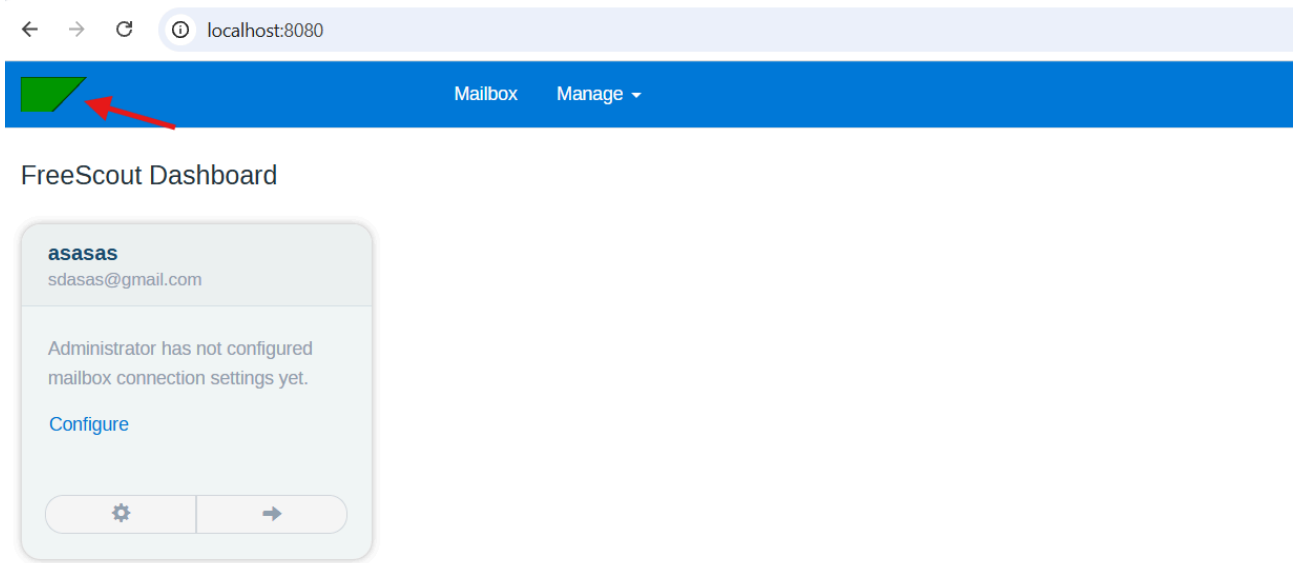 localhost:8080
Mailbox Manage
FreeScout Dashboard
asasas
sdasas@gmail.com
Administrator has not configured
mailbox connection settings yet.
Configure